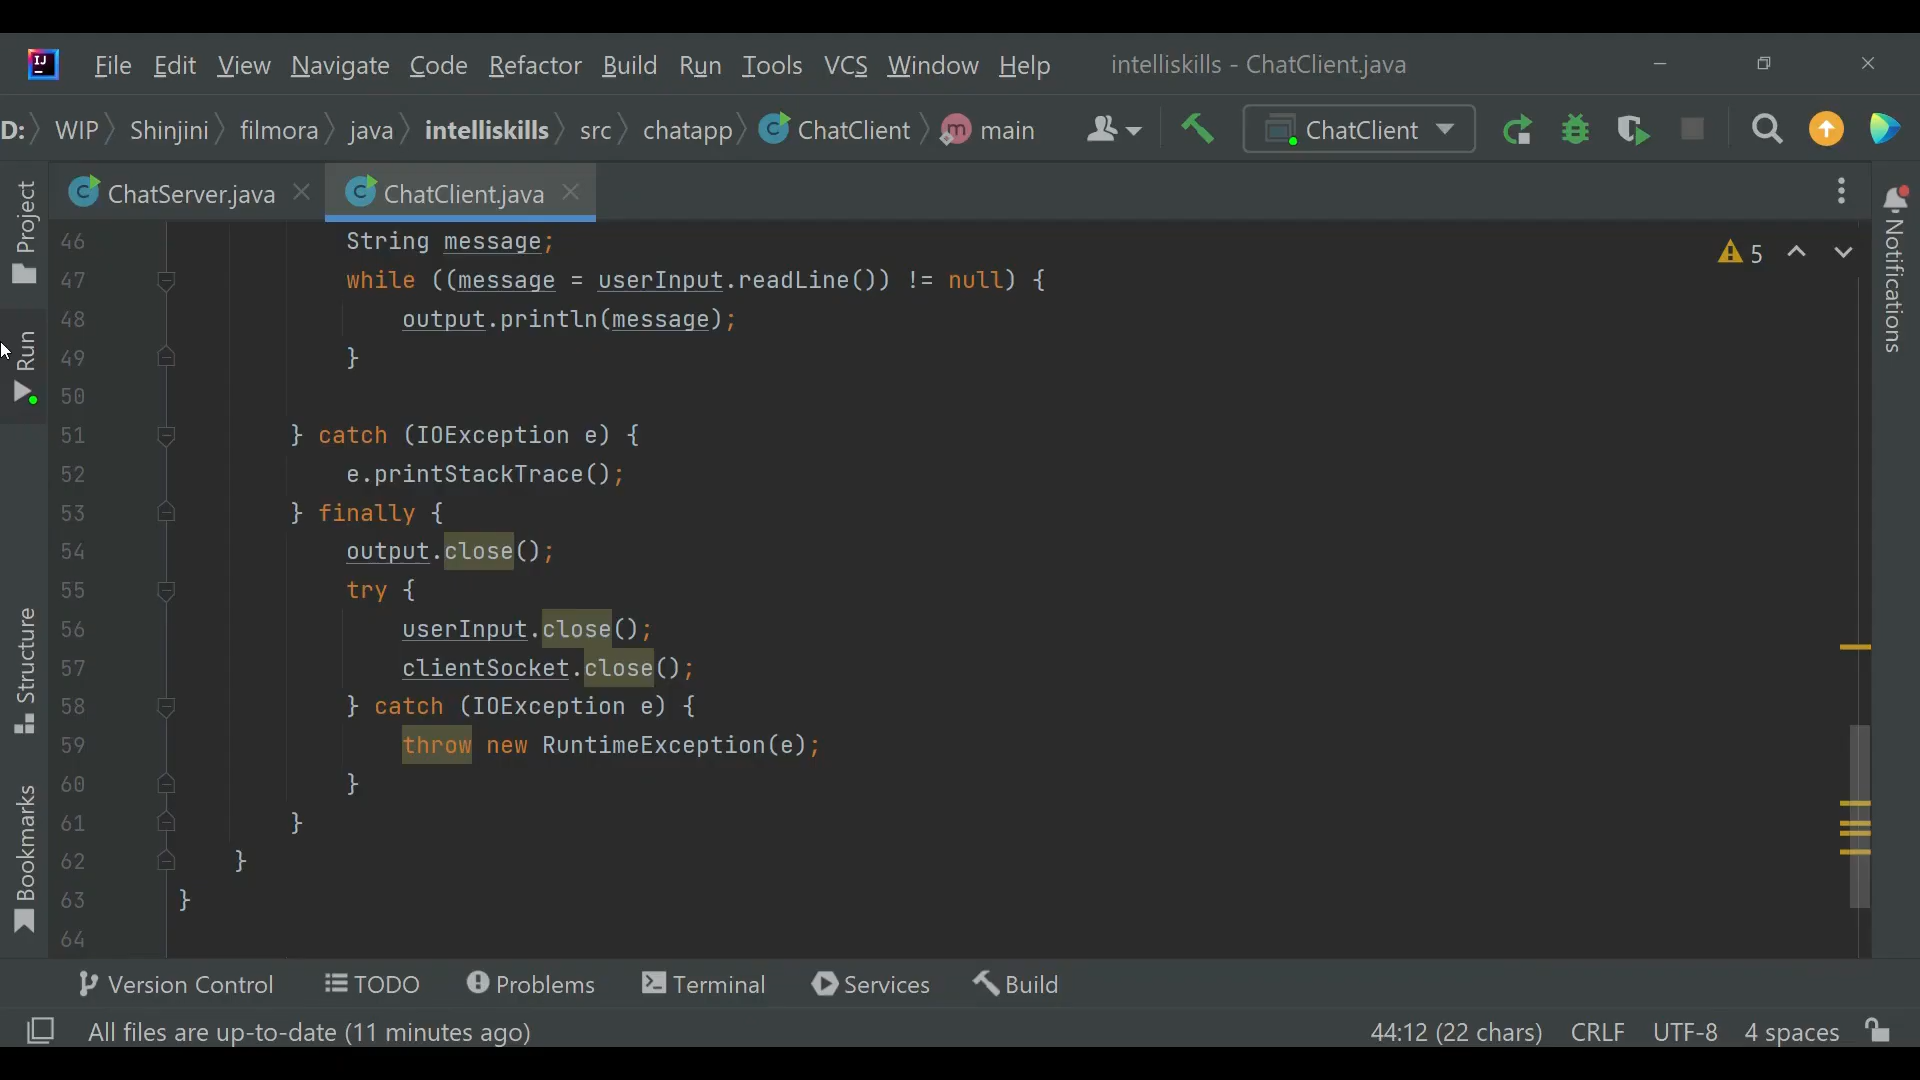 File Edit View Navigate Code Refactor Build Run Tools VCS Window Help intelliskills - ChatClient.java
D: WIP Shinjini filmora java intelliskills src chatapp ChatClient main ChatClient
ChatServer.java ChatClient.java
Project
Run
Structure
Bookmarks
46 String message;
47 while ((message = userInput.readLine()) != null) {
48 output.println(message);
49 }
50
51 } catch (IOException e) {
52 e.printStackTrace();
53 } finally {
54 output.close();
55 try {
56 userInput.close();
57 clientSocket.close();
58 } catch (IOException e) {
59 throw new RuntimeException(e);
60 }
61 }
62 }
63 }
64
5
Notifications
Version Control TODO Problems Terminal Services Build
All files are up-to-date (11 minutes ago) 44:12 (22 chars) CRLF UTF-8 4 spaces